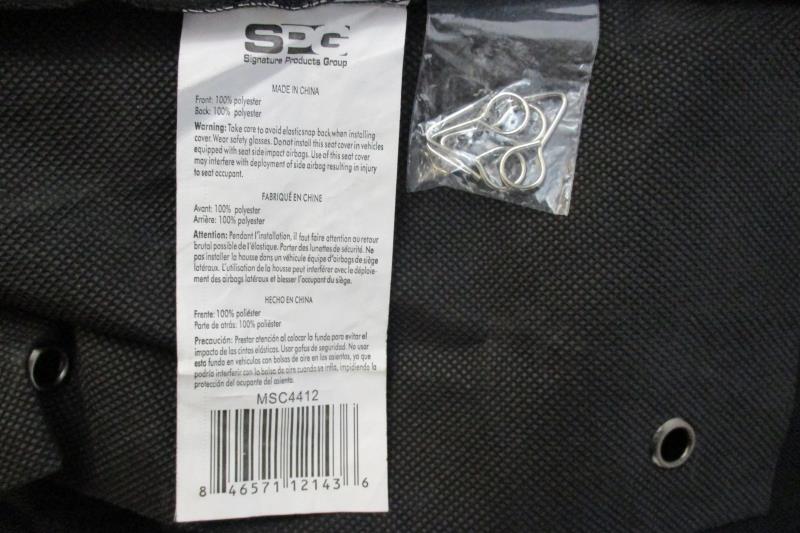 SPG
Signature Products Group
MADE IN CHINA
Front: 100% polyester
Back: 100% polyester
Warning: Take care to avoid elasticsnap back when installing
cover. Wear safety glasses. Do not install this seat cover in vehicles
equipped with seat side impact airbags. Use of this seat cover
may interfere with deployment of side airbag resulting in injury
to seat occupant.
FABRIQUÉ EN CHINE
Avant: 100% polyester
Arrière: 100% polyester
Attention: Pendant l'installation, il faut faire attention au retour
brutal possible de l'élastique. Porter des lunettes de sécurité. Ne
pas installer la housse dans un véhicule équipe d'airbags de siège
latéraux. L'utilisation de la housse peut interférer avec le déploie-
ment des airbags latéraux et blesser l'occupant du siège.
HECHO EN CHINA
Frente: 100% poliéster
Parte de atrás: 100% poliéster
Precaución: Prestar atención al colocar la funda para evitar el
impacto de las cintas elásticas. Usar gafas de seguridad. No usar
esta funda en vehículos con bolsas de aire en los asientos, ya que
podría interferir con la bolsa de aire cuando se infla, impidiendo la
protección del ocupante del asiento.
MSC4412
8 46571 12143 6